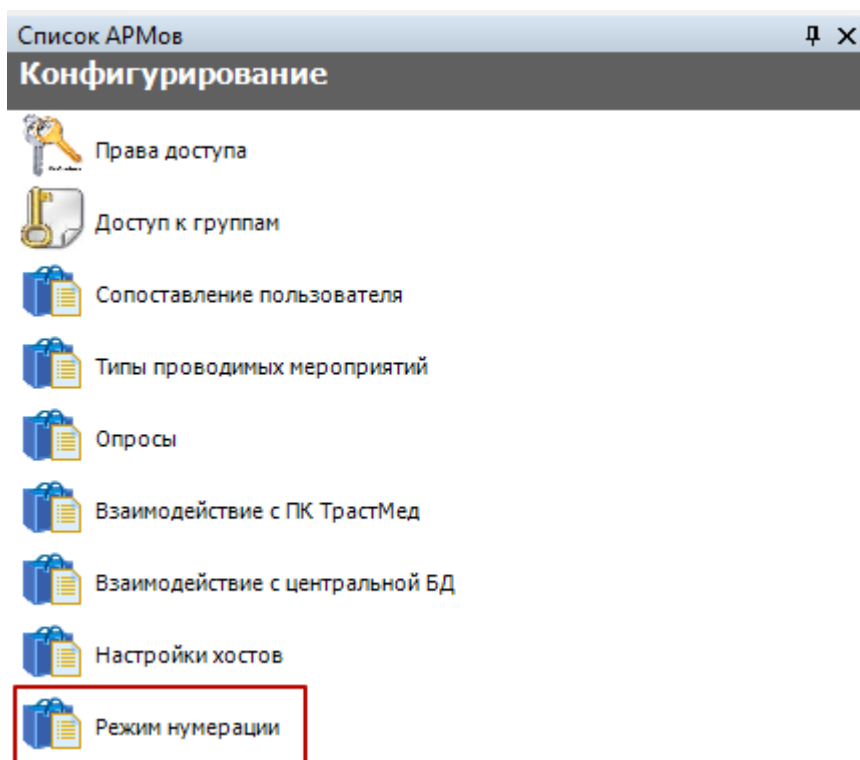 Список АРМов
Конфигурирование
Права доступа
Доступ к группам
Сопоставление пользователя
Типы проводимых мероприятий
Опросы
Взаимодействие с ПК ТрастМед
Взаимодействие с центральной БД
Настройки хостов
Режим нумерации